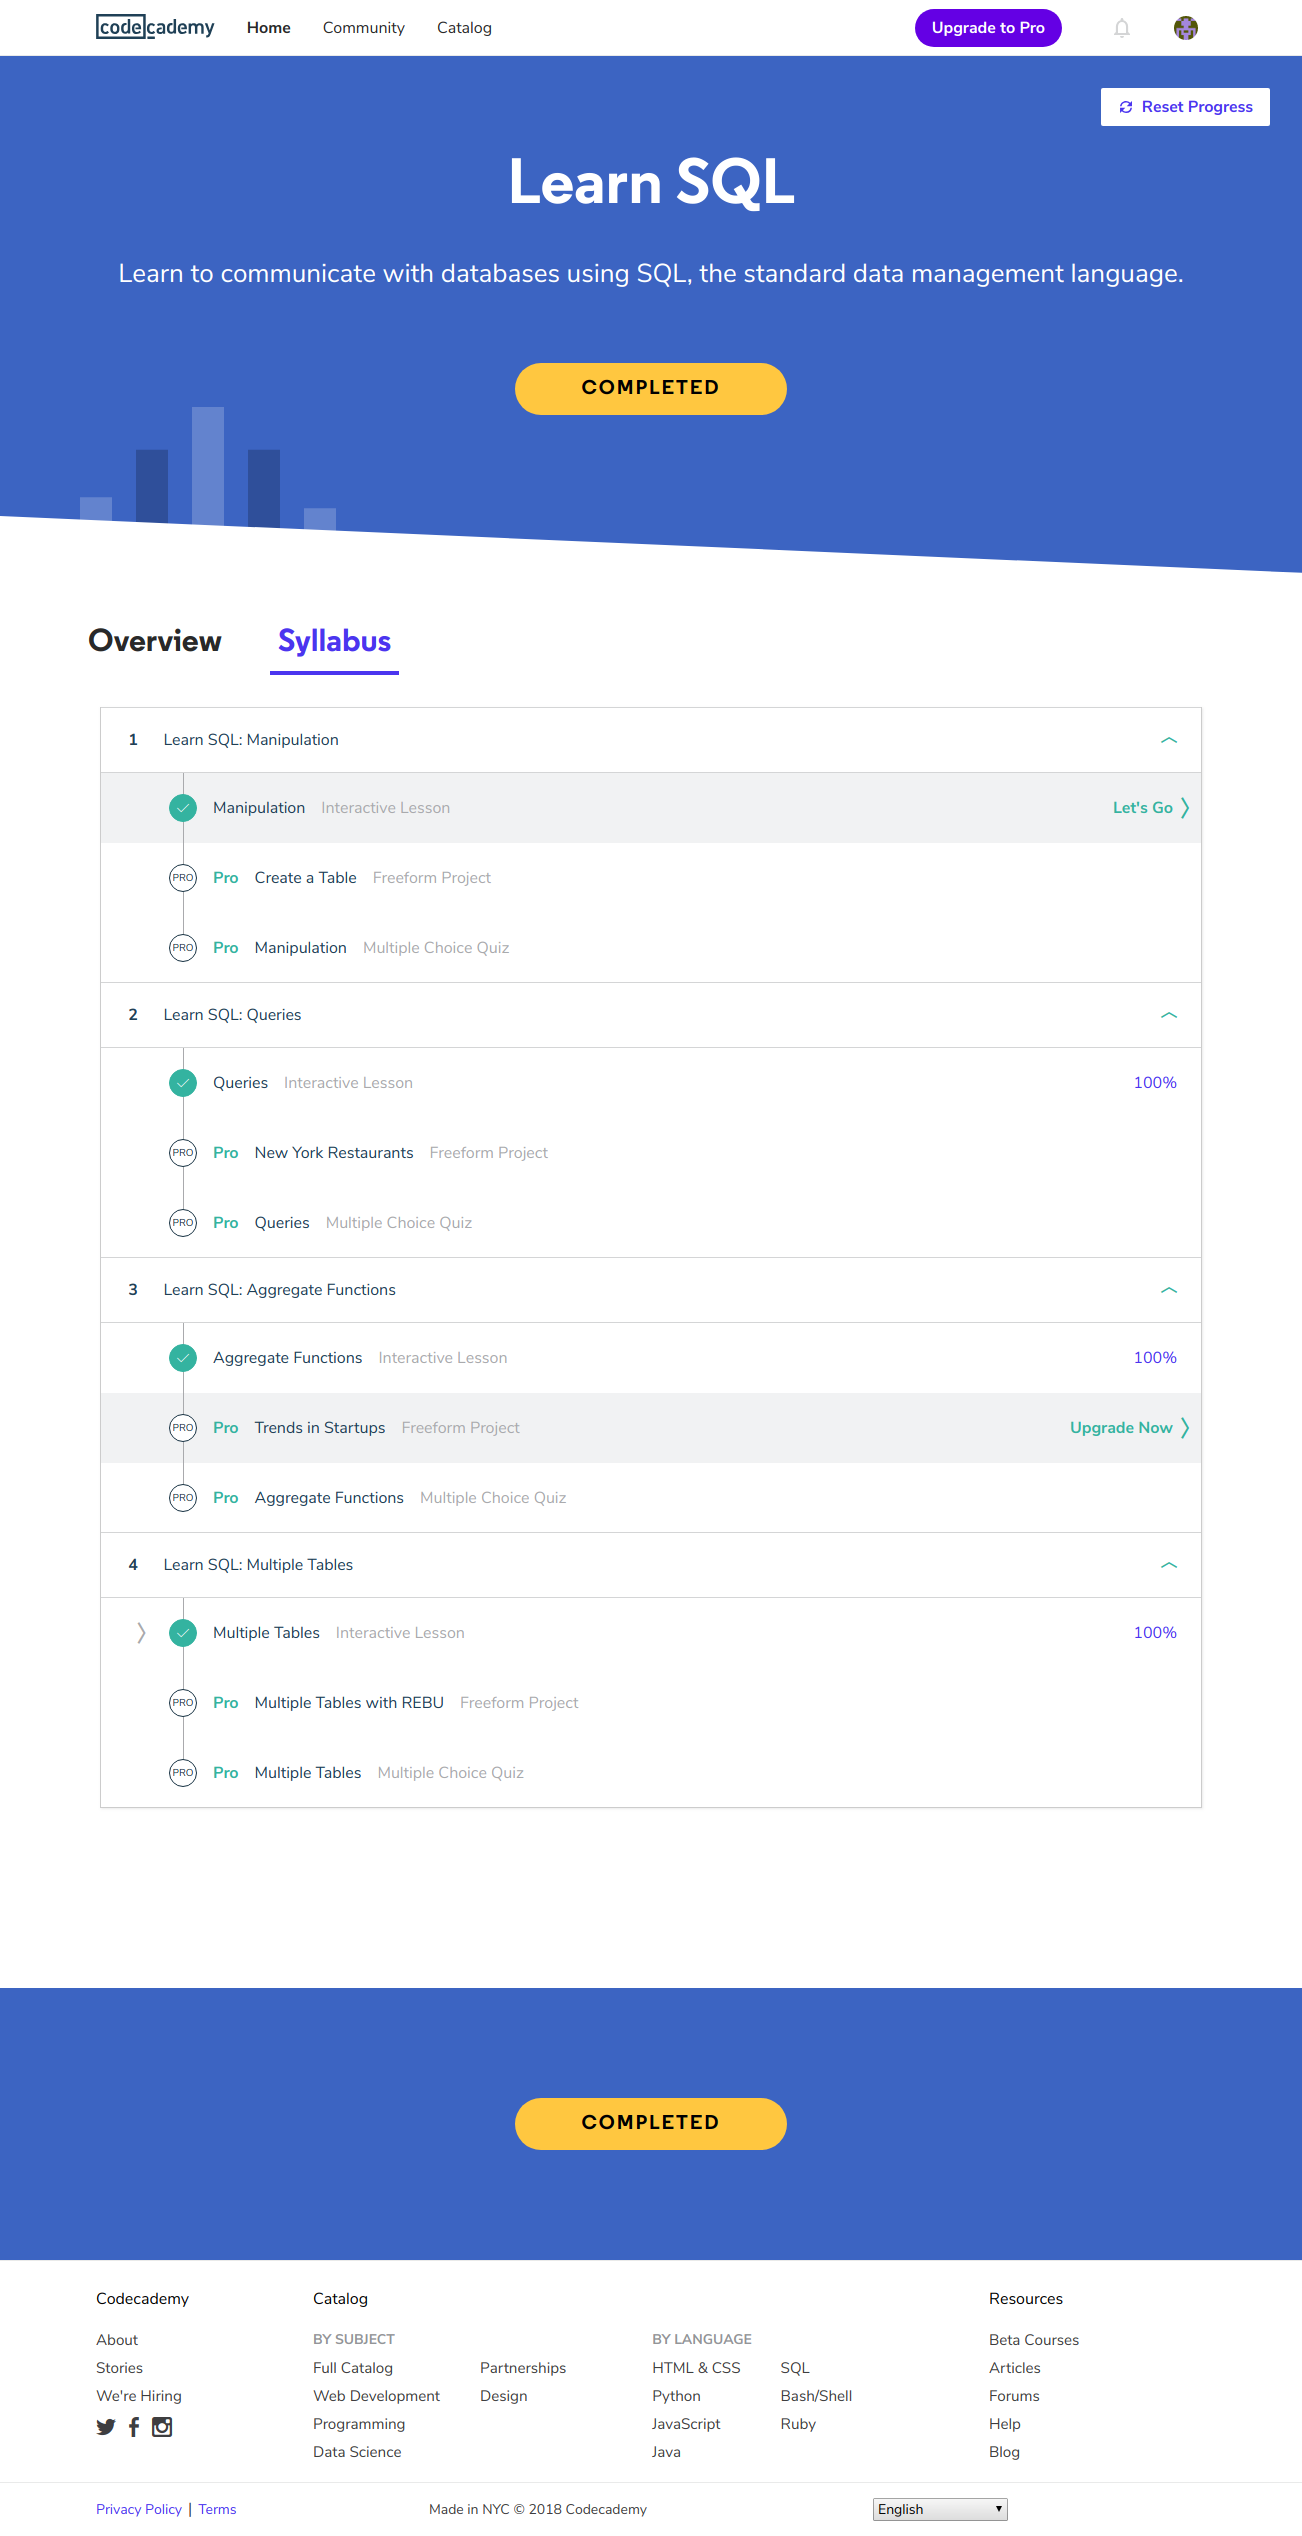 codecademy Home Community Catalog Upgrade to Pro
Reset Progress
Learn SQL
Learn to communicate with databases using SQL, the standard data management language.
COMPLETED
Overview Syllabus
1 Learn SQL: Manipulation
Manipulation Interactive Lesson Let's Go
PRO Pro Create a Table Freeform Project
PRO Pro Manipulation Multiple Choice Quiz
2 Learn SQL: Queries
Queries Interactive Lesson 100%
PRO Pro New York Restaurants Freeform Project
PRO Pro Queries Multiple Choice Quiz
3 Learn SQL: Aggregate Functions
Aggregate Functions Interactive Lesson 100%
PRO Pro Trends in Startups Freeform Project Upgrade Now
PRO Pro Aggregate Functions Multiple Choice Quiz
4 Learn SQL: Multiple Tables
Multiple Tables Interactive Lesson 100%
PRO Pro Multiple Tables with REBU Freeform Project
PRO Pro Multiple Tables Multiple Choice Quiz
COMPLETED
Codecademy Catalog Resources
About BY SUBJECT BY LANGUAGE Beta Courses
Stories Full Catalog Partnerships HTML & CSS SQL Articles
We're Hiring Web Development Design Python Bash/Shell Forums
Programming JavaScript Ruby Help
Data Science Java Blog
Privacy Policy | Terms Made in NYC © 2018 Codecademy English